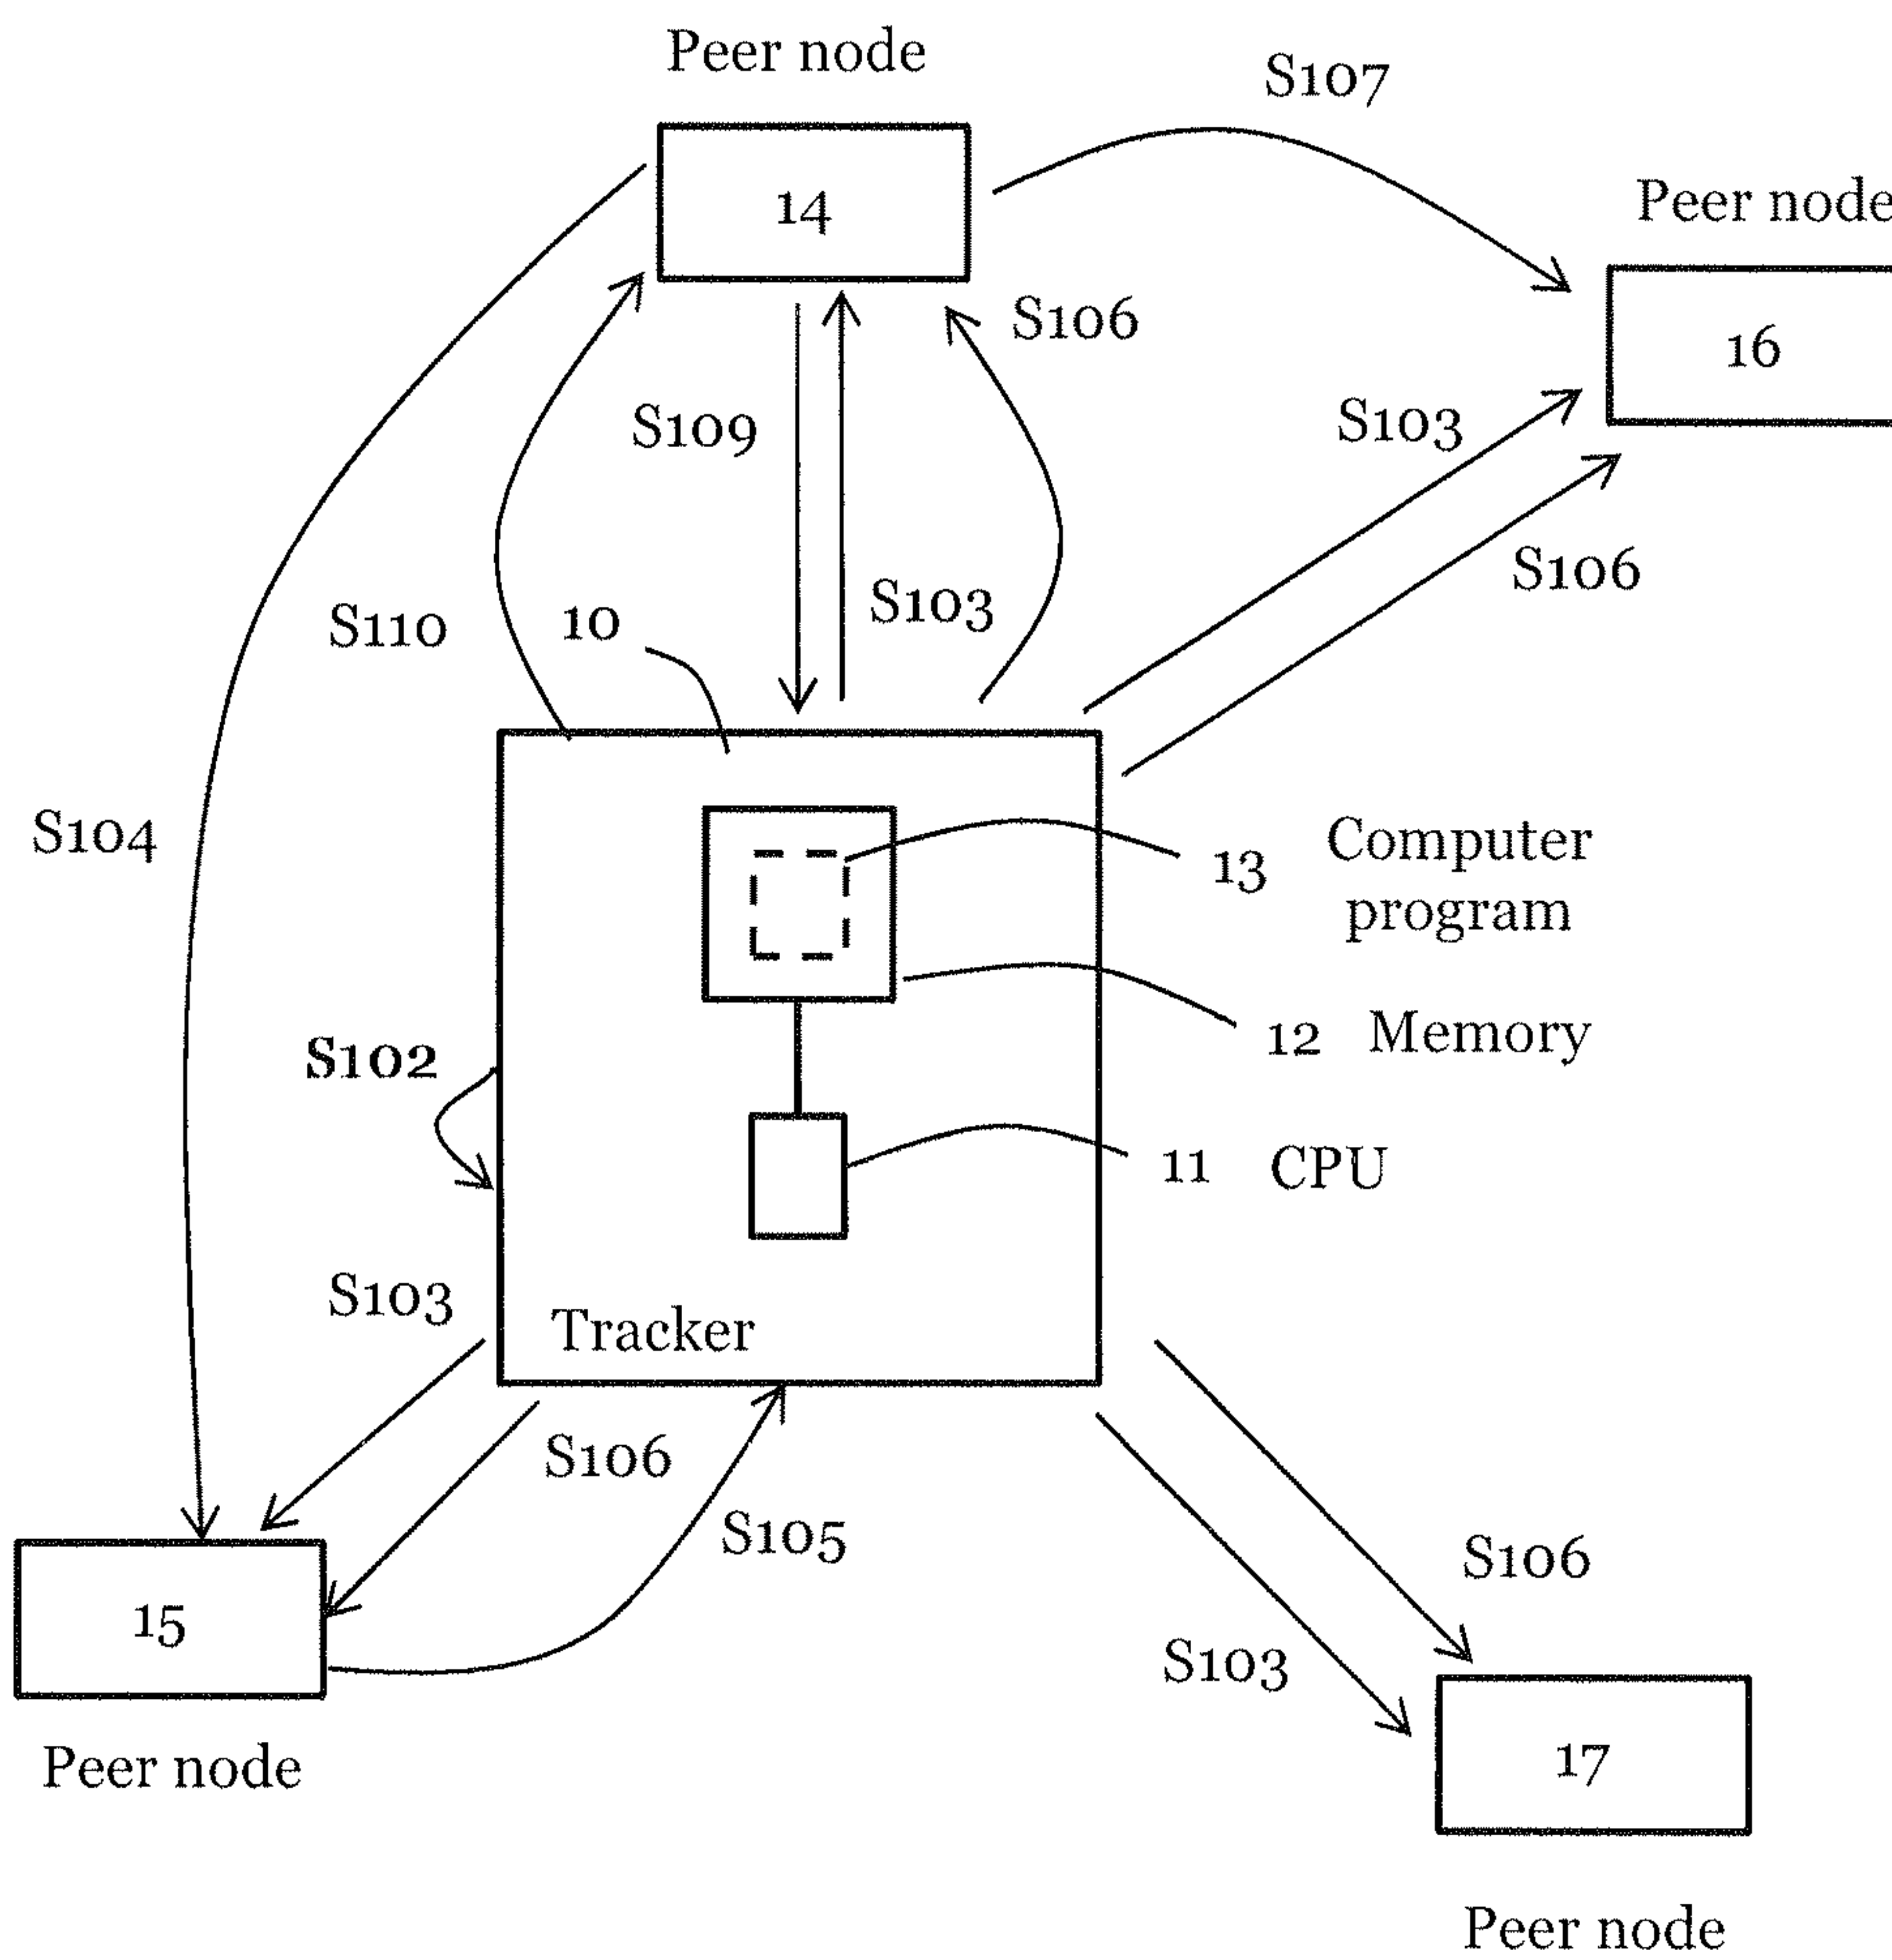 Peer node
S107
14
Peer node
S106
16
S109
S103
S106
S103
S110
10
S104
Computer
13
program
S102
12 Memory
11 CPU
S103
Tracker
S106
S105
S106
15
S103
Peer node
17
Peer node